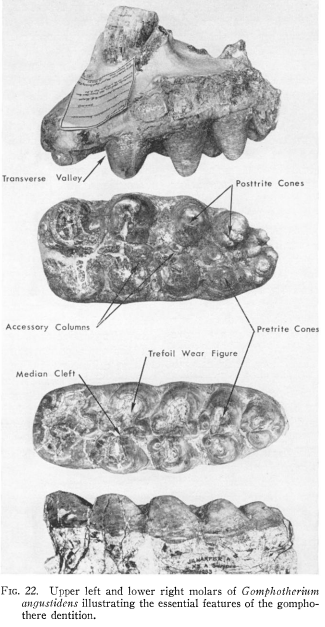 Transverse Valley
Posttrite Cones
Accessory Columns
Pretrite Cones
Trefoil Wear Figure
Median Cleft
FIG. 22. Upper left and lower right molars of Gomphotherium
angustidens illustrating the essential features of the gompho-
there dentition.